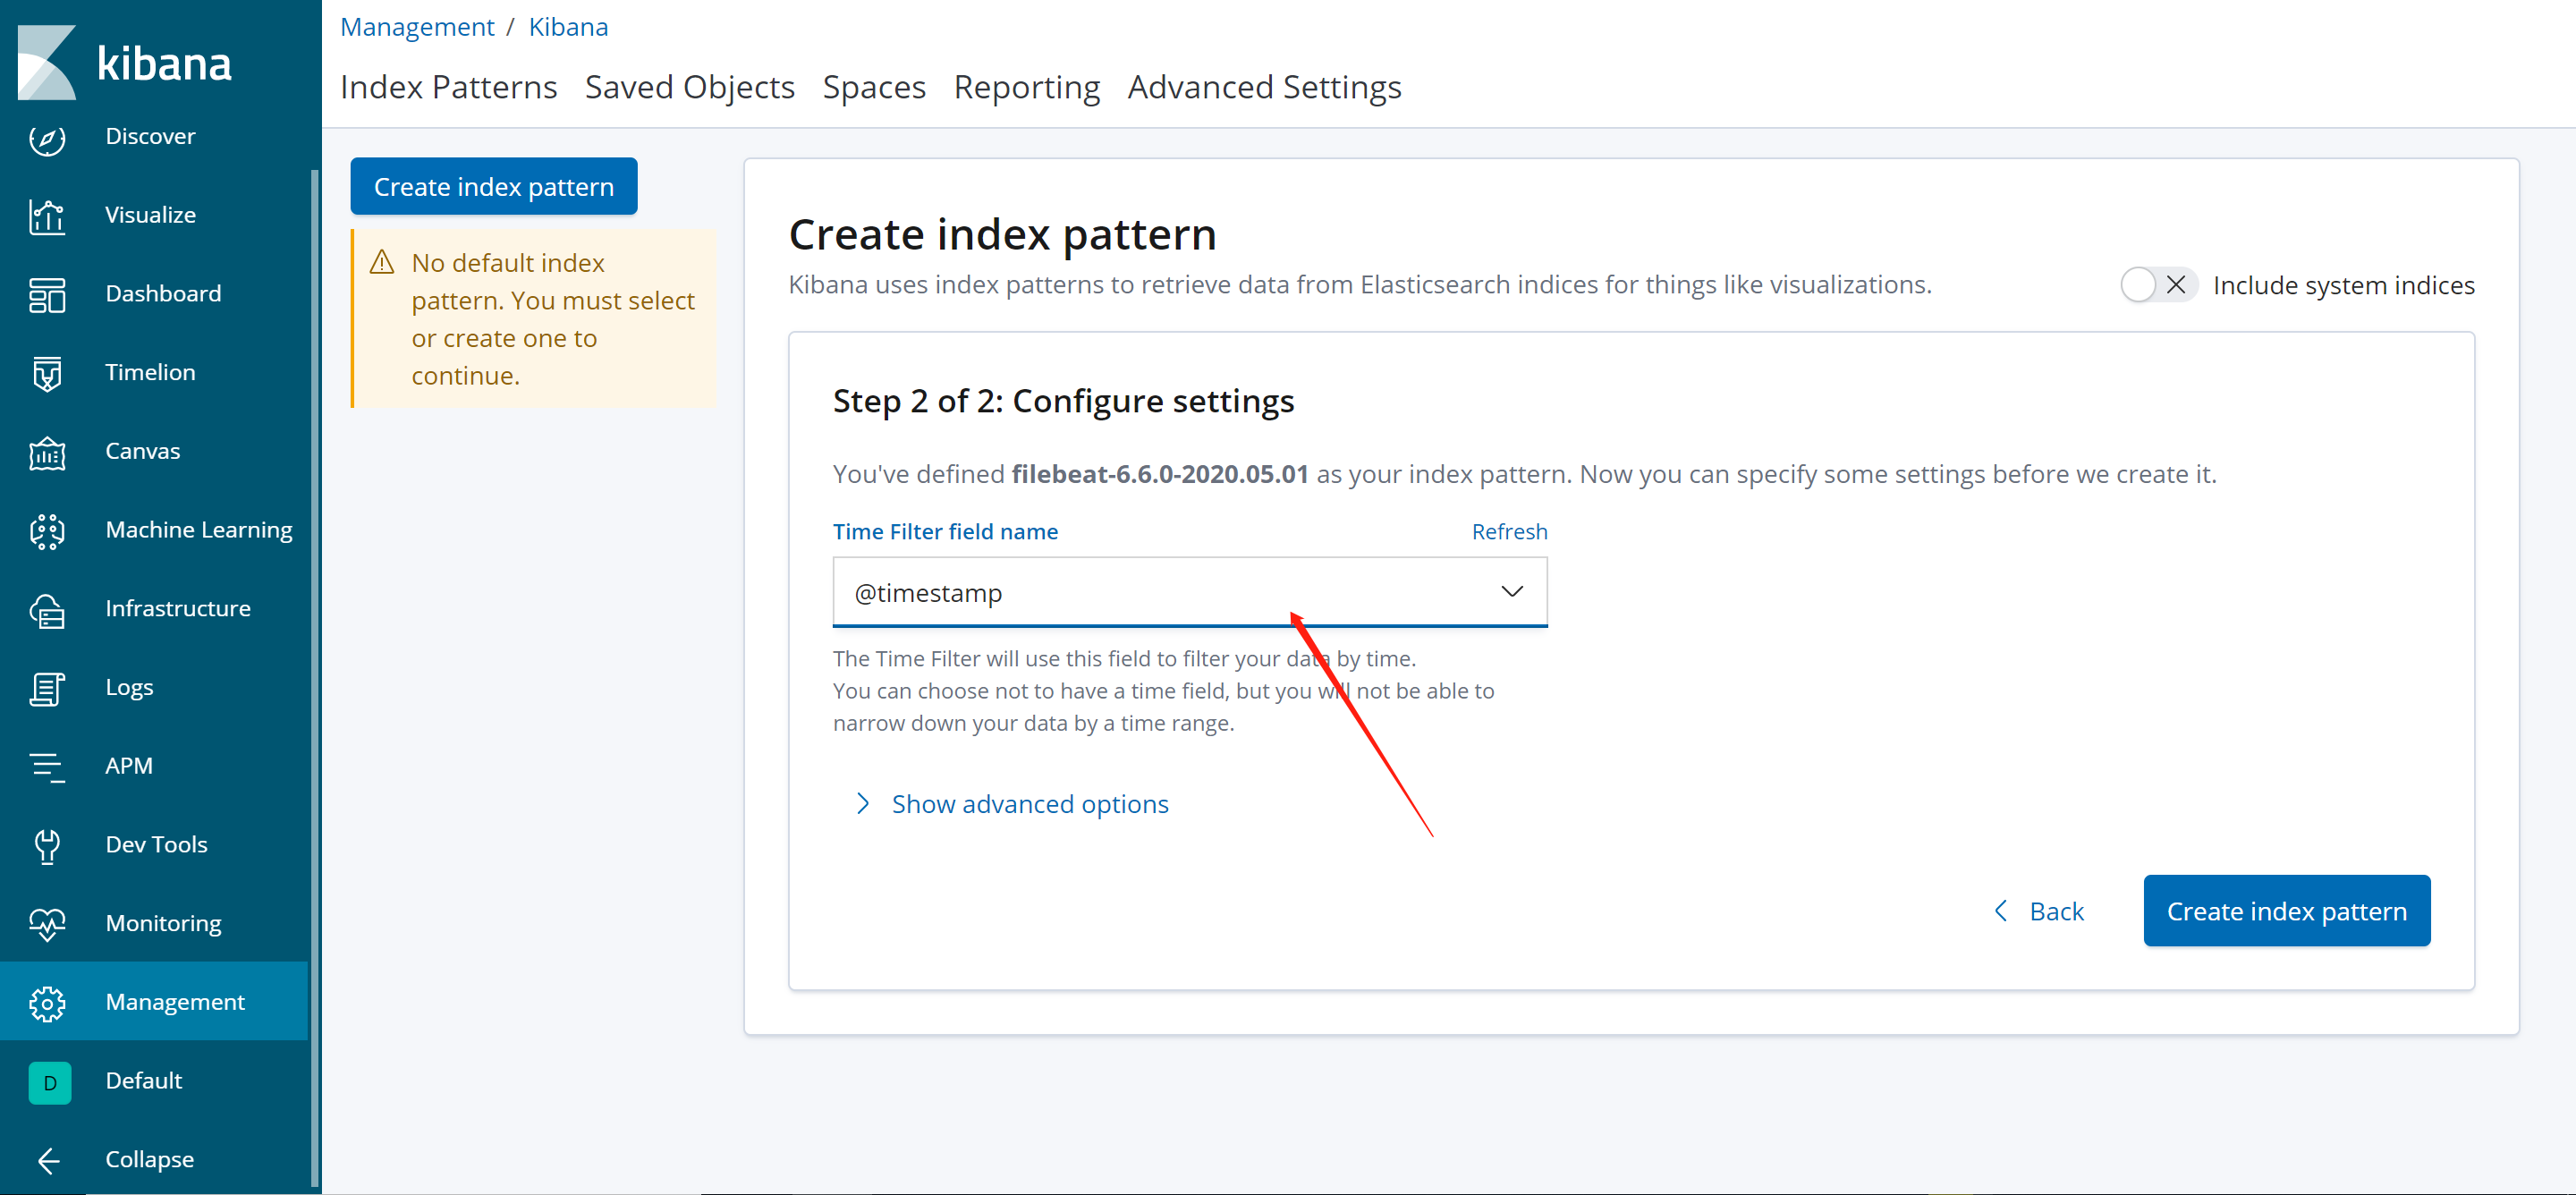 kibana
Discover
Visualize
Dashboard
Timelion
Canvas
Machine Learning
Infrastructure
Logs
APM
Dev Tools
Monitoring
Management
D Default
Collapse
Management / Kibana
Index Patterns Saved Objects Spaces Reporting Advanced Settings
Create index pattern
No default index
pattern. You must select
or create one to
continue.
Create index pattern
Kibana uses index patterns to retrieve data from Elasticsearch indices for things like visualizations.
Include system indices
Step 2 of 2: Configure settings
You've defined filebeat-6.6.0-2020.05.01 as your index pattern. Now you can specify some settings before we create it.
Time Filter field name Refresh
@timestamp
The Time Filter will use this field to filter your data by time.
You can choose not to have a time field, but you will not be able to
narrow down your data by a time range.
Show advanced options
Back Create index pattern